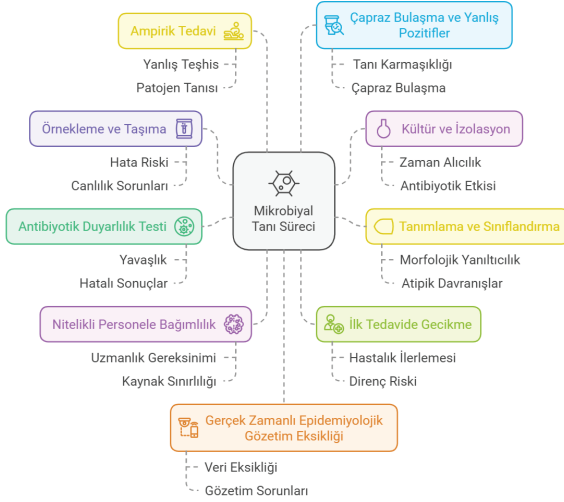 Ampirik Tedavi
Yanlış Teşhis
Patojen Tanısı
Çapraz Bulaşma ve Yanlış
Pozitifler
Tanı Karmaşıklığı
Çapraz Bulaşma
Örnekleme ve Taşıma
Hata Riski
Canlılık Sorunları
Kültür ve İzolasyon
Zaman Alıcılık
Antibiyotik Etkisi
Mikrobiyal
Tanı Süreci
Antibiyotik Duyarlılık Testi
Yavaşlık
Hatalı Sonuçlar
Tanımlama ve Sınıflandırma
Morfolojik Yanıltıcılık
Atipik Davranışlar
Nitelikli Personele Bağımlılık
Uzmanlık Gereksinimi
Kaynak Sınırlılığı
İlk Tedavide Gecikme
Hastalık İlerlemesi
Direnç Riski
Gerçek Zamanlı Epidemiyolojik
Gözetim Eksikliği
Veri Eksikliği
Gözetim Sorunları